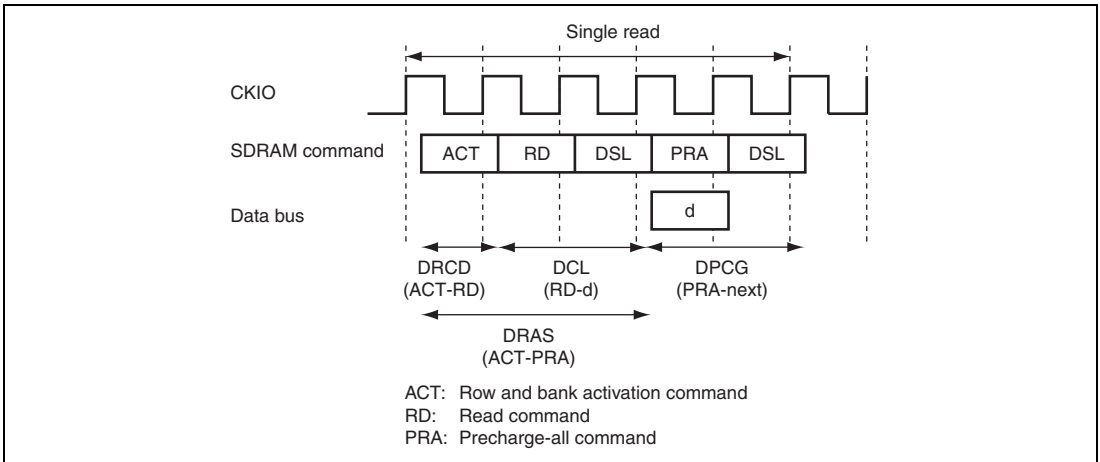 Single read
CKIO
SDRAM command ACT RD DSL PRA DSL
Data bus d
DRCD DCL DPCG
(ACT-RD) (RD-d) (PRA-next)
DRAS
(ACT-PRA)
ACT: Row and bank activation command
RD: Read command
PRA: Precharge-all command